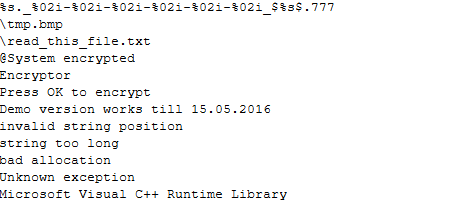 %s._%02i-%02i-%02i-%02i-%02i-%02i_$%s$.777
\tmp.bmp
\read_this_file.txt
@System encrypted
Encryptor
Press OK to encrypt
Demo version works till 15.05.2016
invalid string position
string too long
bad allocation
Unknown exception
Microsoft Visual C++ Runtime Library